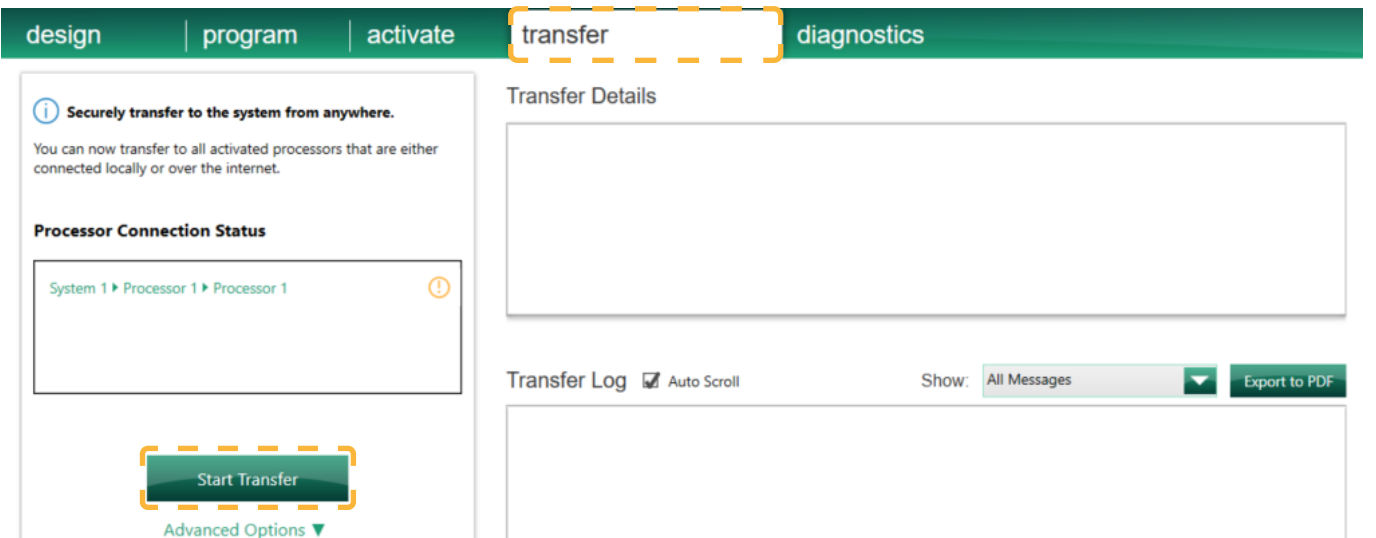 design program activate transfer diagnostics
Securely transfer to the system from anywhere.
You can now transfer to all activated processors that are either
connected locally or over the internet.
Processor Connection Status
System 1 ▸ Processor 1 ▸ Processor 1
Start Transfer
Advanced Options ▼
Transfer Details
Transfer Log Auto Scroll Show: All Messages Export to PDF